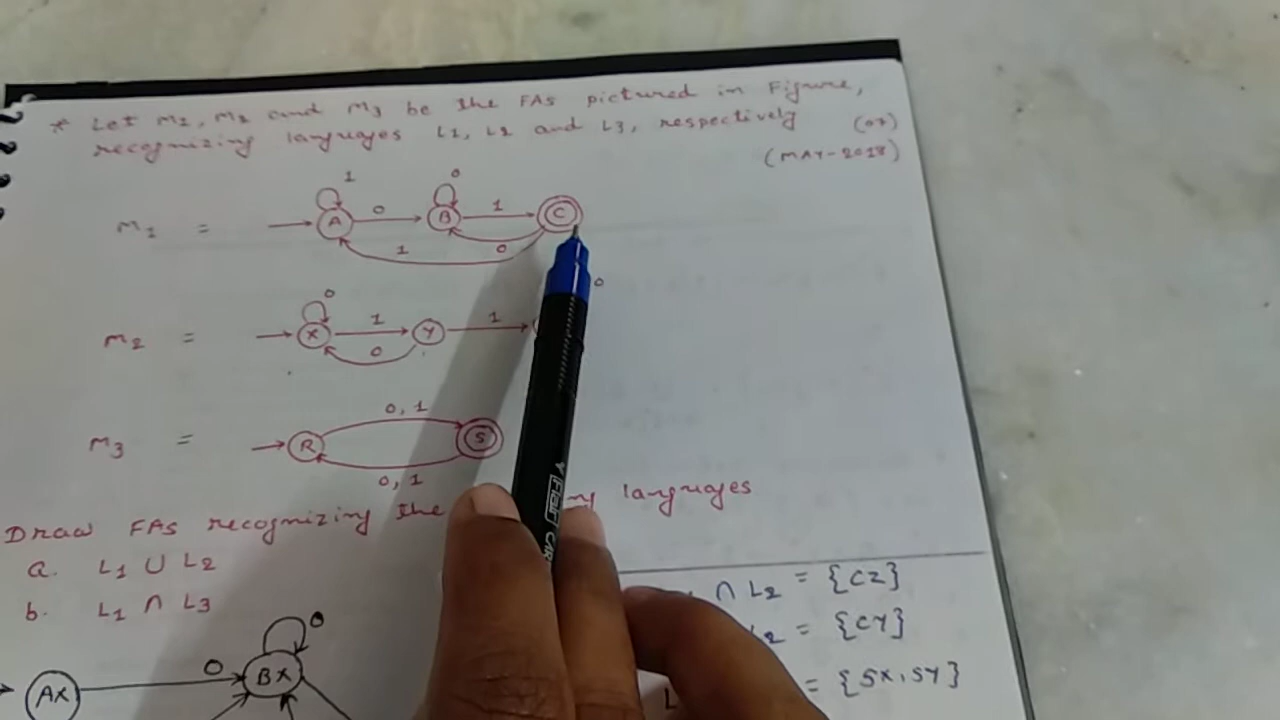 * Let M1, M2 and M3 be the FAs pictured in Figure,
recognizing languages L1, L2 and L3, respectively (07)
(MAY-2018)
M1 =
1
A
0
0
B
1
C
0
1
M2 =
0
X
1
Y
1
0
0
M3 =
R
0, 1
S
0, 1
Draw FAs recognizing the languages
a. L1 ∪ L2
b. L1 ∩ L3
∩ L2 = {CZ}
= {CY}
L = {SX, SY}
AX
0
BX
0
Flair